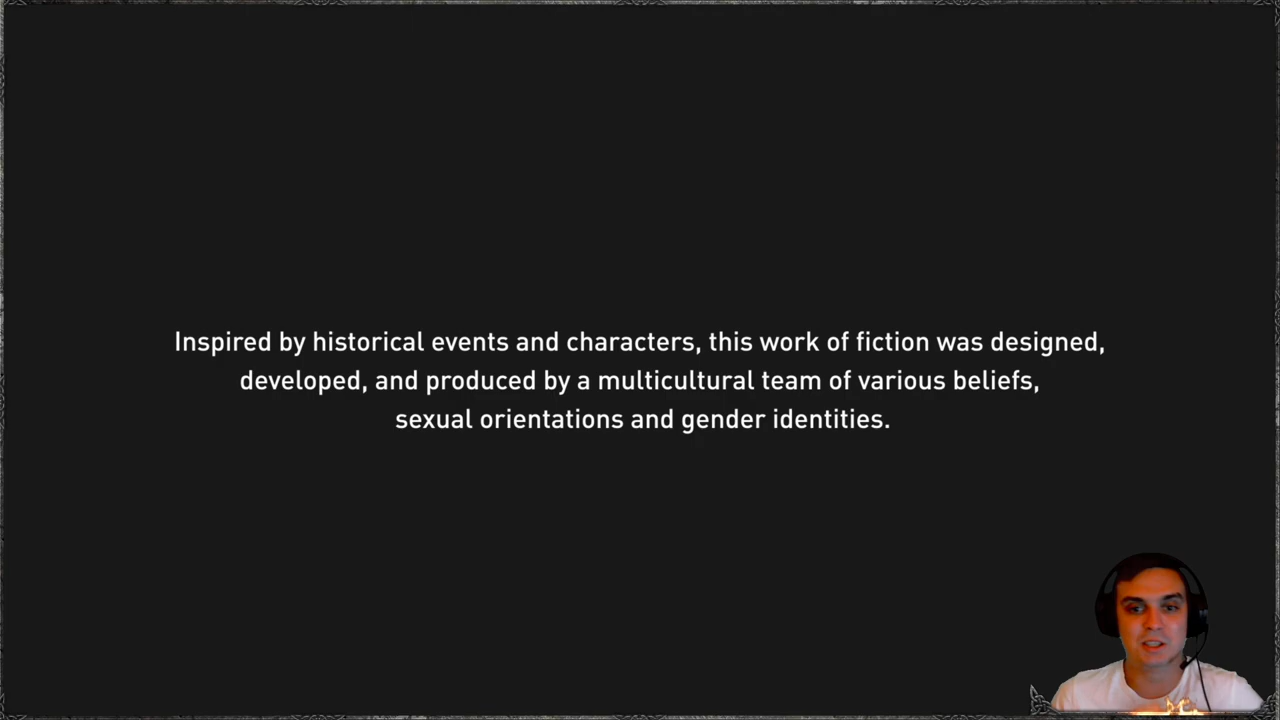 Inspired by historical events and characters, this work of fiction was designed,
developed, and produced by a multicultural team of various beliefs,
sexual orientations and gender identities.